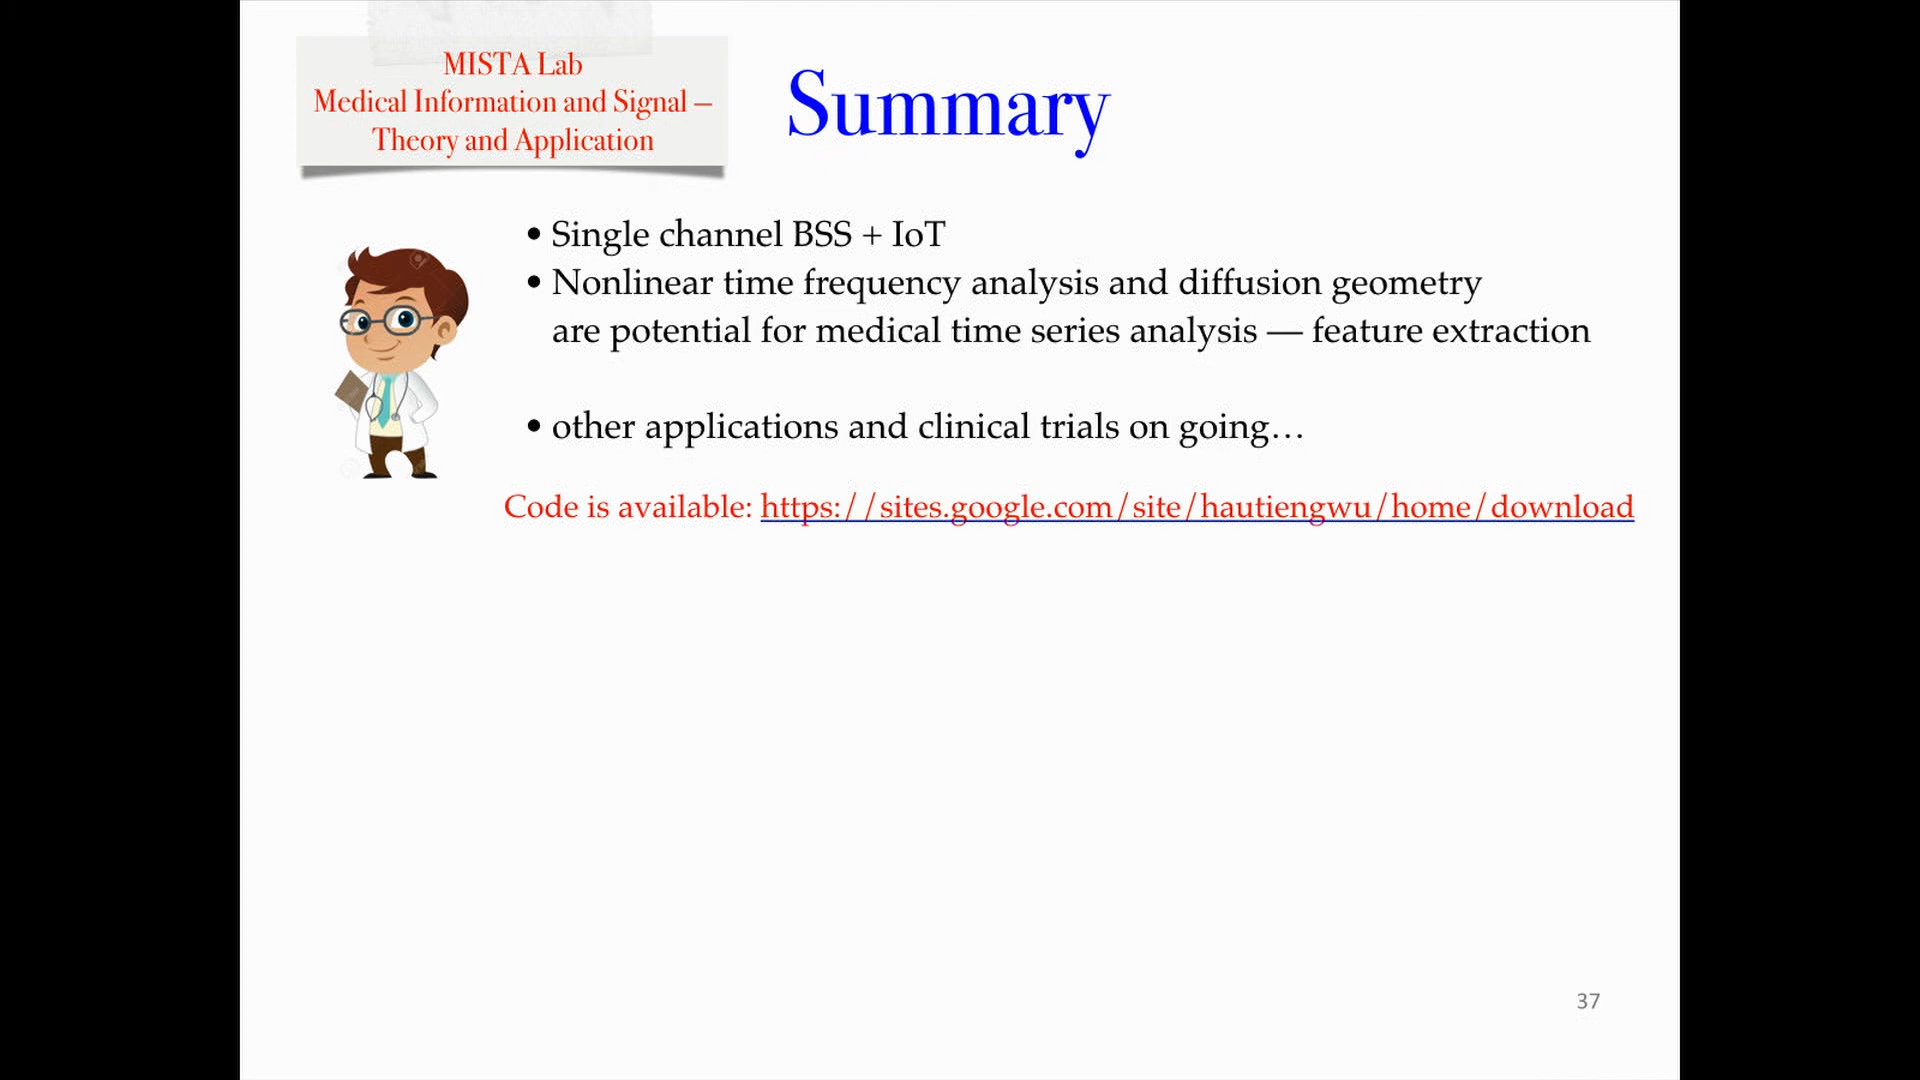 MISTA Lab
Medical Information and Signal –
Theory and Application
Summary
• Single channel BSS + IoT
• Nonlinear time frequency analysis and diffusion geometry
are potential for medical time series analysis — feature extraction
• other applications and clinical trials on going…
Code is available: https://sites.google.com/site/hautiengwu/home/download
37